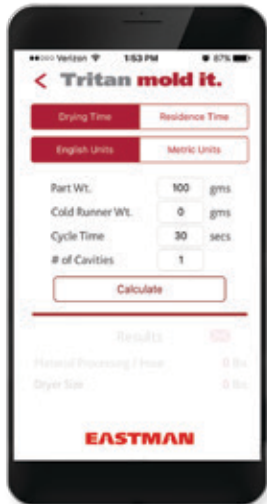 Verizon 1:53 PM 87%
Tritan mold it.
Drying Time Residence Time
English Units Metric Units
Part Wt. 100 gms
Cold Runner Wt. 0 gms
Cycle Time 30 secs
# of Cavities 1
Calculate
Results
Material Processing / hour 0 lbs
Dryer Size 0 lbs
EASTMAN